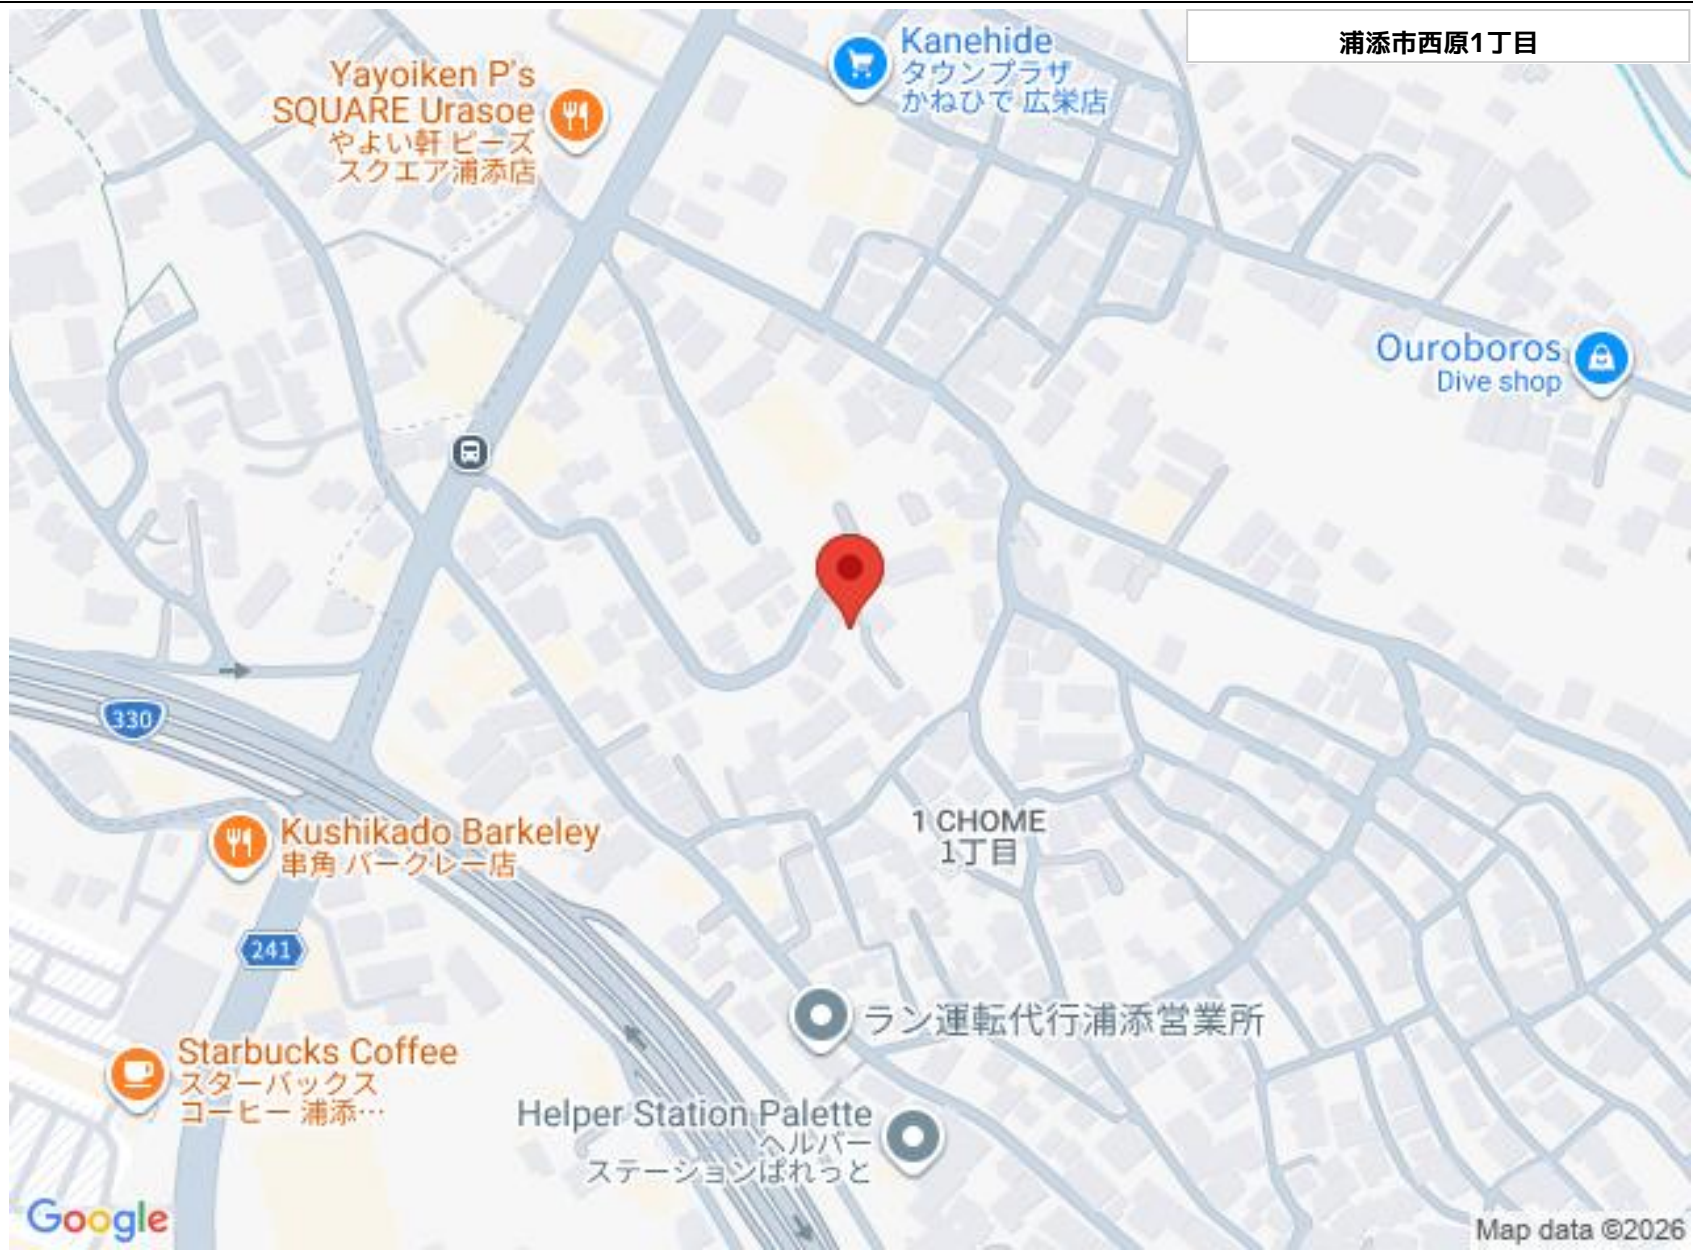 浦添市西原1丁目
Kanehide
タウンプラザ
かねひで 広栄店
Yayoiken P's
SQUARE Urasoe
やよい軒 ピーズ
スクエア浦添店
Ouroboros
Dive shop
330
Kushikado Barkeley
串角 バークレー店
1 CHOME
1丁目
241
ラン運転代行浦添営業所
Starbucks Coffee
スターバックス
コーヒー 浦添…
Helper Station Palette
ヘルパー
ステーションぱれっと
Google
Map data ©2026